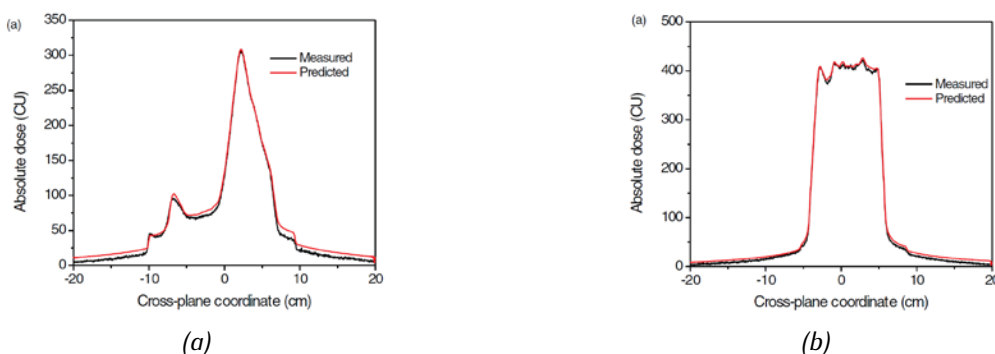 (a)
350
300
250
200
150
100
50
0
Absolute dose (CU)
Measured
Predicted
-20 -10 0 10 20
Cross-plane coordinate (cm)
(a)
(a)
500
400
300
200
100
0
Absolute dose (CU)
Measured
Predicted
-20 -10 0 10 20
Cross-plane coordinate (cm)
(b)